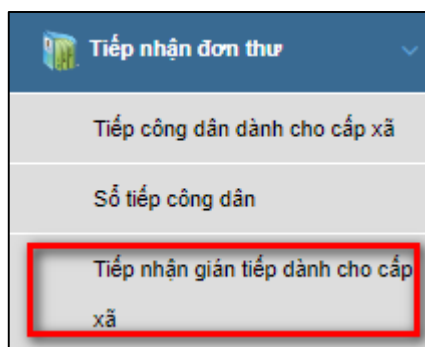 Tiếp nhận đơn thư
Tiếp công dân dành cho cấp xã
Sổ tiếp công dân
Tiếp nhận gián tiếp dành cho cấp
xã